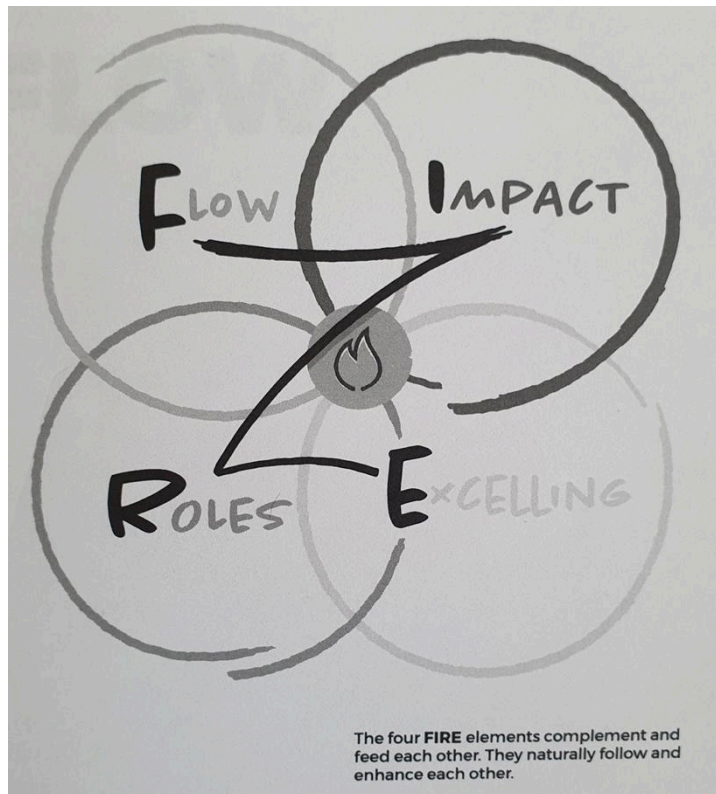 Flow
Impact
Roles
Excelling
The four FIRE elements complement and
feed each other. They naturally follow and
enhance each other.